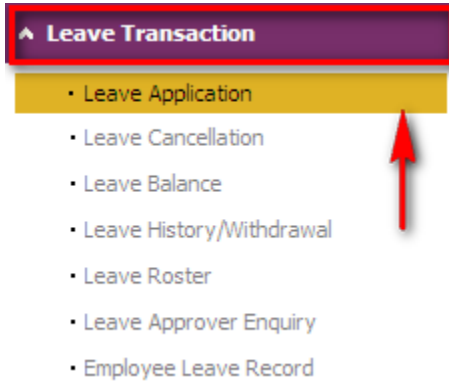 Leave Transaction
• Leave Application
• Leave Cancellation
• Leave Balance
• Leave History/Withdrawal
• Leave Roster
• Leave Approver Enquiry
• Employee Leave Record